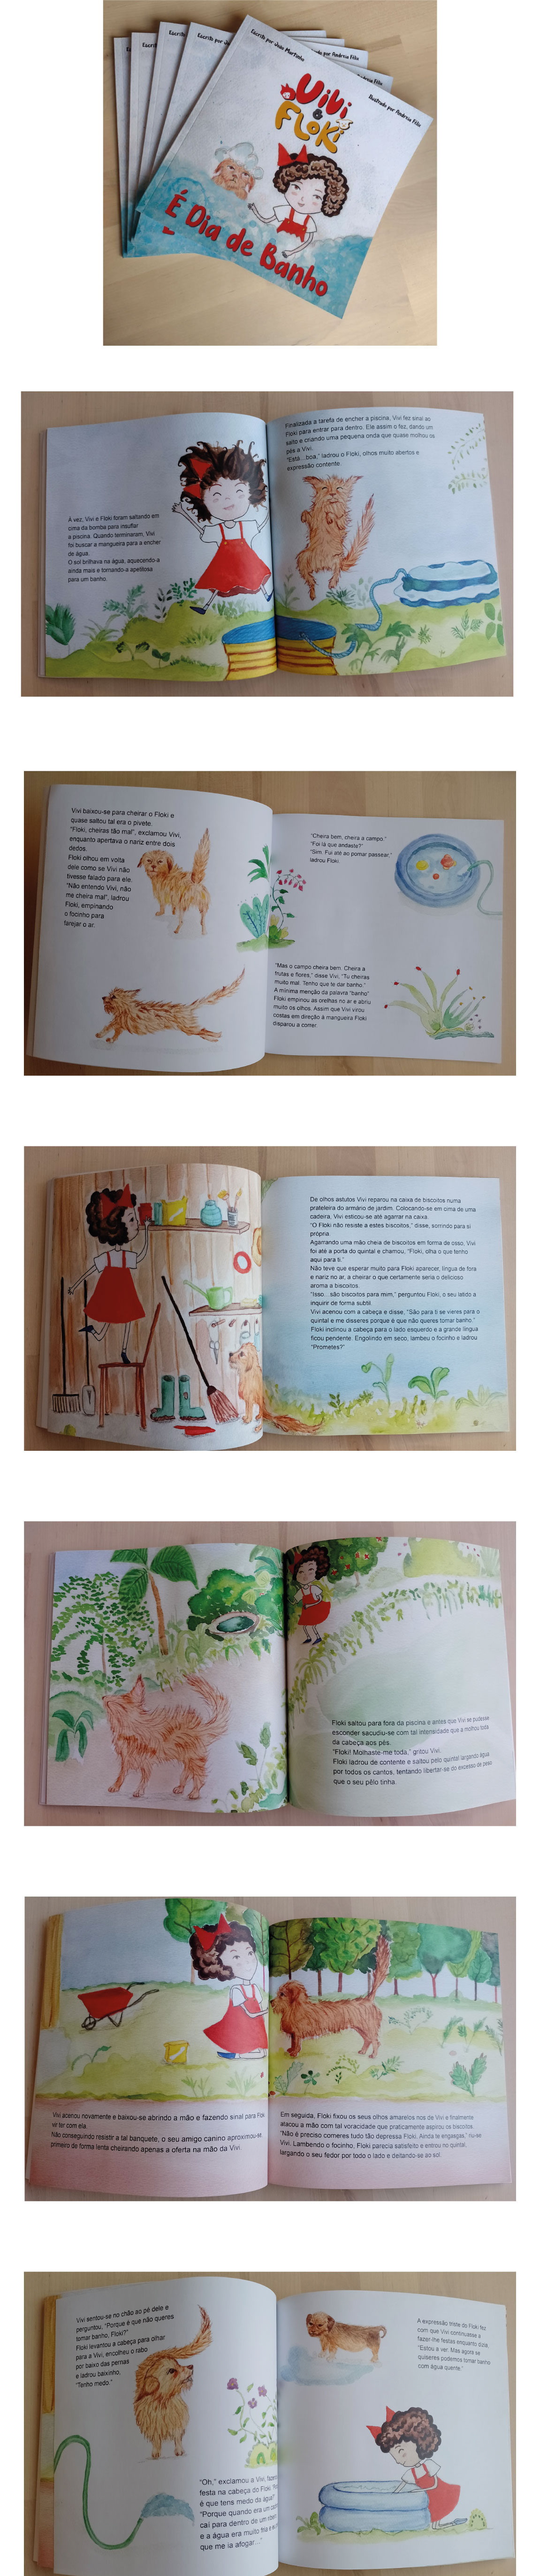 Escrito por João Martinho
Ilustrado por Andreia Félix
Vivi
e
Floki
É Dia de Banho
À vez, Vivi e Floki foram saltando em
cima da bomba para insuflar
a piscina. Quando terminaram, Vivi
foi buscar a mangueira para a encher
de água.
O sol brilhava na água, aquecendo-a
ainda mais e tornando-a apetitosa
para um banho.
Finalizada a tarefa de encher a piscina, Vivi fez sinal ao
Floki para entrar para dentro. Ele assim o fez, dando um
salto e criando uma pequena onda que quase molhou os
pés a Vivi.
"Está...boa," ladrou o Floki, olhos muito abertos e
expressão contente.
Vivi baixou-se para cheirar o Floki e
quase saltou tal era o pivete.
"Floki, cheiras tão mal", exclamou Vivi,
enquanto apertava o nariz entre dois
dedos.
Floki olhou em volta
dele como se Vivi não
tivesse falado para ele.
"Não entendo Vivi, não
me cheira mal", ladrou
Floki, empinando
o focinho para
farejar o ar.
"Cheira bem, cheira a campo."
"Foi lá que andaste?"
"Sim. Fui até ao pomar passear,"
ladrou Floki.
"Mas o campo cheira bem. Cheira a
frutas e flores," disse Vivi, "Tu cheiras
muito mal. Tenho que te dar banho."
A mínima menção da palavra "banho"
Floki empinou as orelhas no ar e abriu
muito os olhos. Assim que Vivi virou
costas em direção à mangueira Floki
disparou a correr.
De olhos astutos Vivi reparou na caixa de biscoitos numa
prateleira do armário de jardim. Colocando-se em cima de uma
cadeira, Vivi esticou-se até agarrar na caixa.
"O Floki não resiste a estes biscoitos," disse, sorrindo para si
própria.
Agarrando uma mão cheia de biscoitos em forma de osso, Vivi
foi até a porta do quintal e chamou, "Floki, olha o que tenho
aqui para ti."
Não teve que esperar muito para Floki aparecer, língua de fora
e nariz no ar, a cheirar o que certamente seria o delicioso
aroma a biscoitos.
"Isso...são biscoitos para mim," perguntou Floki, o seu latido a
inquirir de forma subtil.
Vivi acenou com a cabeça e disse, "São para ti se vieres para o
quintal e me disseres porque é que não queres tomar banho."
Floki inclinou a cabeça para o lado esquerdo e a grande língua
ficou pendente. Engolindo em seco, lambeu o focinho e ladrou
"Prometes?"
Floki saltou para fora da piscina e antes que Vivi se pudesse
esconder sacudiu-se com tal intensidade que a molhou toda
da cabeça aos pés.
"Floki! Molhaste-me toda," gritou Vivi.
Floki ladrou de contente e saltou pelo quintal largando água
por todos os cantos, tentando libertar-se do excesso de peso
que o seu pêlo tinha.
Vivi acenou novamente e baixou-se abrindo a mão e fazendo sinal para Floki
vir ter com ela.
Não conseguindo resistir a tal banquete, o seu amigo canino aproximou-se,
primeiro de forma lenta cheirando apenas a oferta na mão da Vivi.
Em seguida, Floki fixou os seus olhos amarelos nos de Vivi e finalmente
atacou a mão com tal voracidade que praticamente aspirou os biscoitos.
"Não é preciso comeres tudo tão depressa Floki. Ainda te engasgas," riu-se
Vivi. Lambendo o focinho, Floki parecia satisfeito e entrou no quintal,
largando o seu fedor por todo o lado e deitando-se ao sol.
Vivi sentou-se no chão ao pé dele e
perguntou, "Porque é que não queres
tomar banho, Floki?"
Floki levantou a cabeça para olhar
para a Vivi, encolheu o rabo
por baixo das pernas
e ladrou baixinho,
"Tenho medo."
"Oh," exclamou a Vivi,
festa na cabeça do Floki
é que tens medo da água?"
"Porque quando era um
caí para dentro de um
e a água era muito fria e
que me ia afogar..."
A expressão triste do Floki fez
com que Vivi continuasse a
fazer-lhe festas enquanto dizia,
"Estou a ver. Mas agora se
quiseres podemos tomar banho
com água quente."